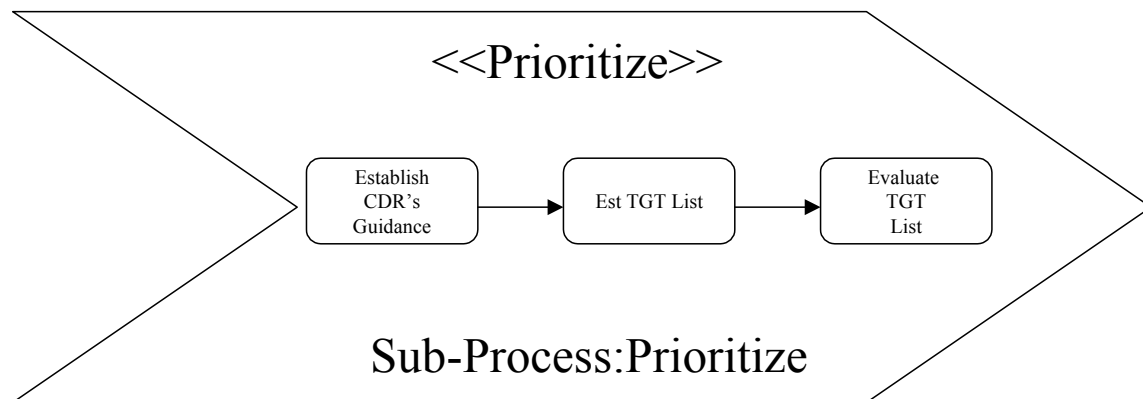 <<Prioritize>>
Establish
CDR's
Guidance
Est TGT List
Evaluate
TGT
List
Sub-Process:Prioritize